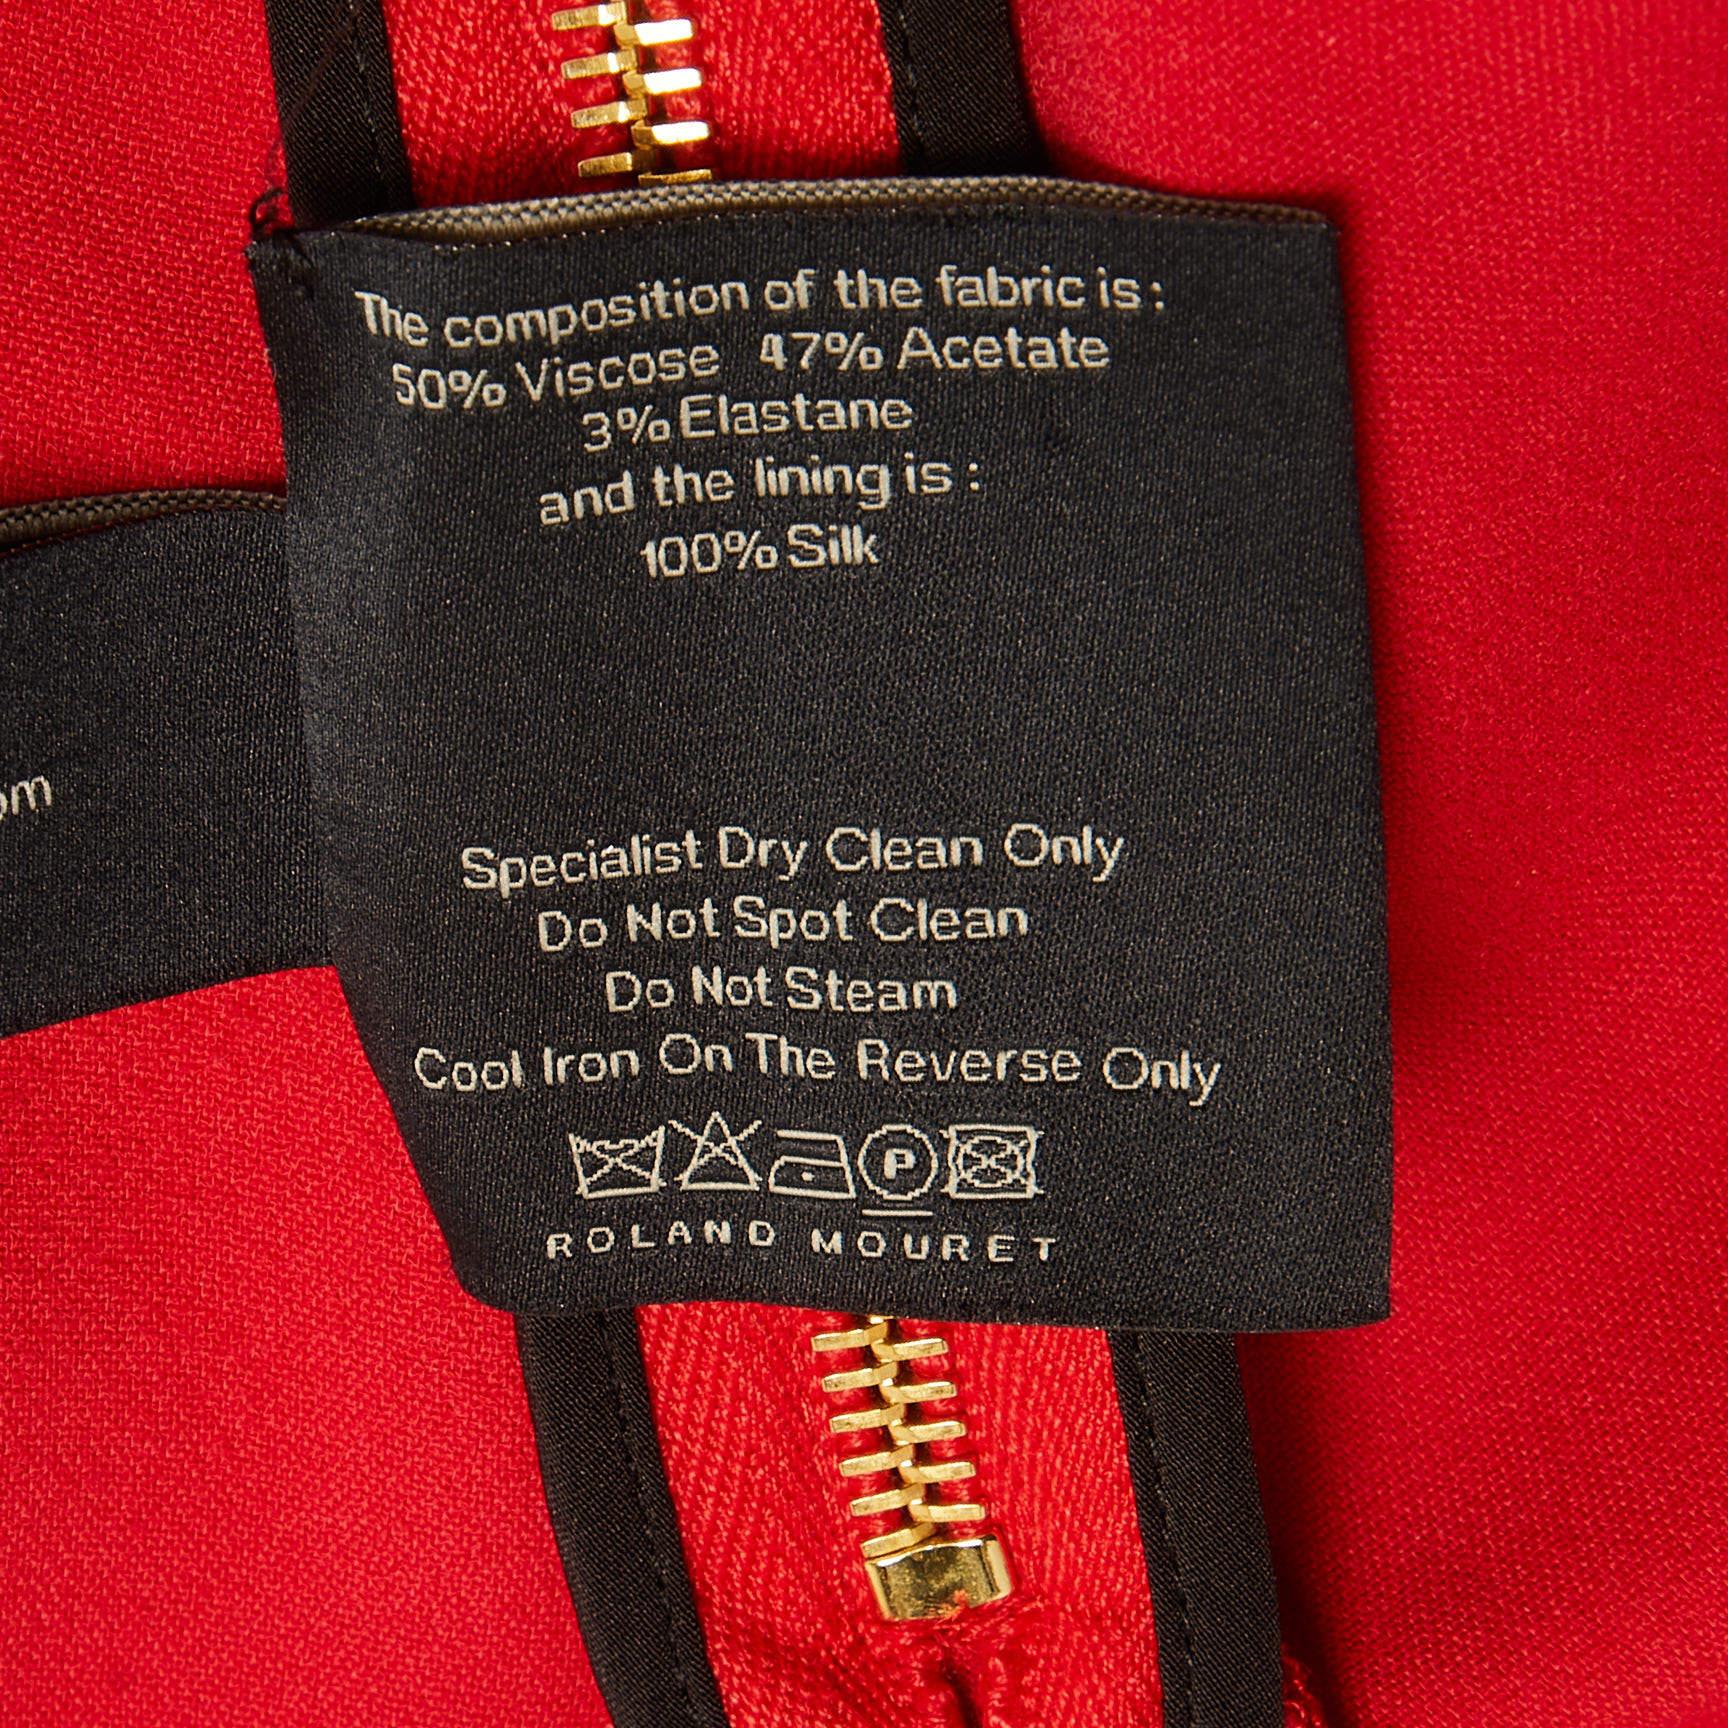 The composition of the fabric is :
50% Viscose 47% Acetate
3% Elastane
and the lining is :
100% Silk
Specialist Dry Clean Only
Do Not Spot Clean
Do Not Steam
Cool Iron On The Reverse Only
P
ROLAND MOURET